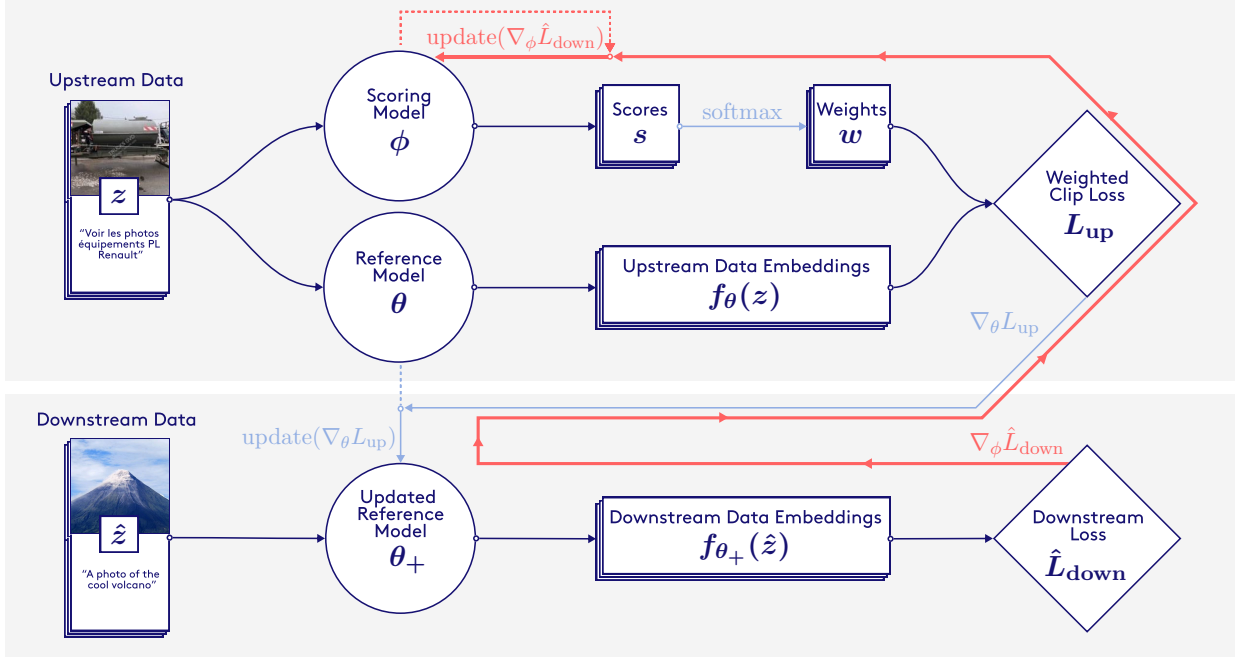 update(∇_ϕ L̂_down)
Upstream Data
Scoring
Model
ϕ
Scores
s
softmax
Weights
w
Weighted
Clip Loss
L_up
z
"Voir les photos
équipements PL
Renault"
Reference
Model
θ
Upstream Data Embeddings
f_θ(z)
∇_θ L_up
Downstream Data
update(∇_θ L_up)
∇_ϕ L̂_down
Updated
Reference
Model
θ_+
Downstream Data Embeddings
f_θ_+(ẑ)
Downstream
Loss
L̂_down
ẑ
"A photo of the
cool volcano"